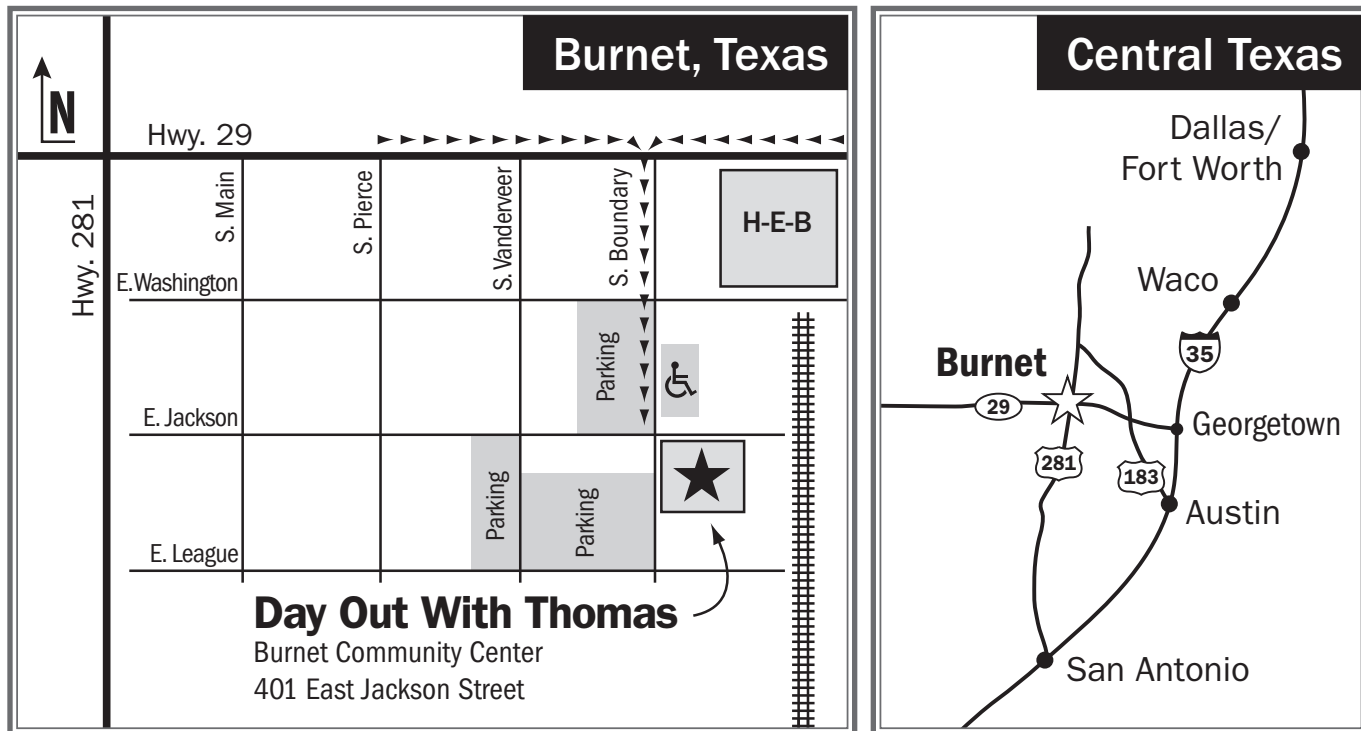 Burnet, Texas
N
Hwy. 29
Hwy. 281
S. Main
S. Pierce
S. Vanderveer
S. Boundary
H-E-B
E. Washington
Parking
E. Jackson
Parking
Parking
E. League
Day Out With Thomas
Burnet Community Center
401 East Jackson Street
Central Texas
Dallas/
Fort Worth
Waco
35
Burnet
29
Georgetown
281
183
Austin
San Antonio